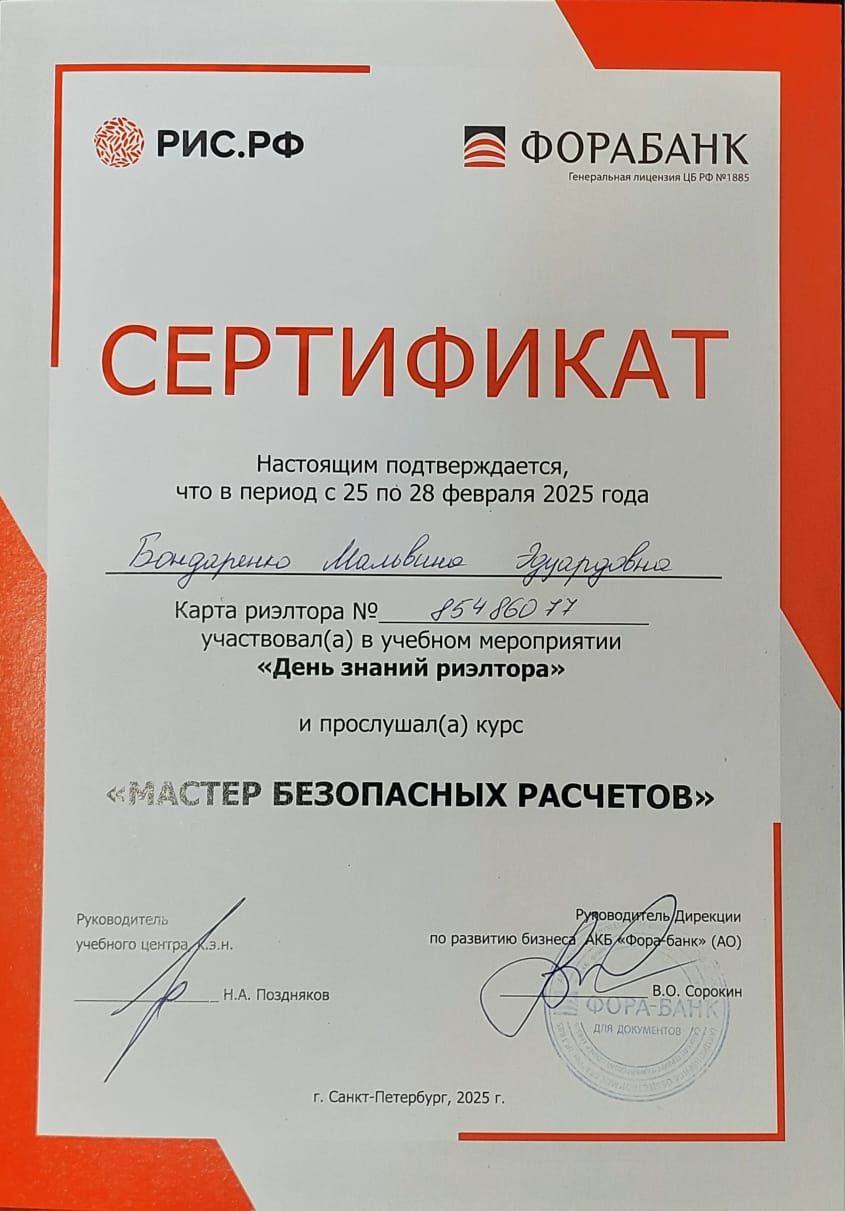 РИС.РФ
ФОРАБАНК
Генеральная лицензия ЦБ РФ №1885
СЕРТИФИКАТ
Настоящим подтверждается,
что в период с 25 по 28 февраля 2025 года
Бондаренко Мальвина Эдуардовна
Карта риэлтора № 85486077
участвовал(а) в учебном мероприятии
«День знаний риэлтора»
и прослушал(а) курс
«МАСТЕР БЕЗОПАСНЫХ РАСЧЕТОВ»
Руководитель
учебного центра, к.э.н.
Н.А. Поздняков
Руководитель Дирекции
по развитию бизнеса АКБ «Фора-банк» (АО)
В.О. Сорокин
ФОРА-БАНК
ДЛЯ ДОКУМЕНТОВ
г. Санкт-Петербург, 2025 г.